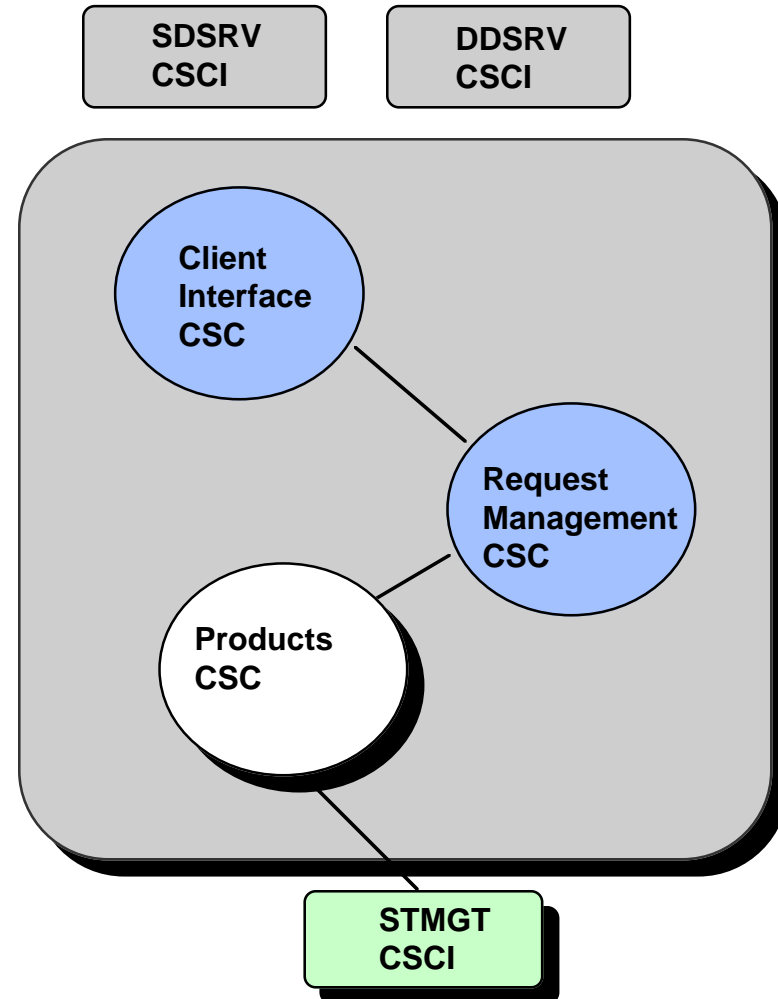 SDSRV
CSCI
DDSRV
CSCI
Client
Interface
CSC
Request
Management
CSC
Products
CSC
STMGT
CSCI